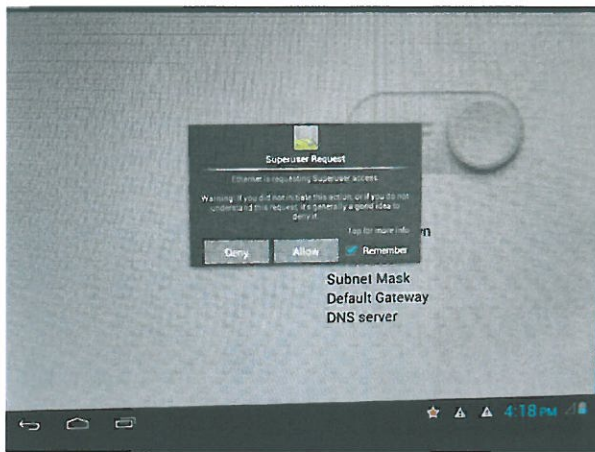 Superuser Request
Ethernet is requesting Superuser access.
Warning: If you did not initiate this action, or if you do not
understand this request, it's generally a good idea to
deny it.
Tap for more info
Deny
Allow
Remember
Subnet Mask
Default Gateway
DNS server
4:18 PM